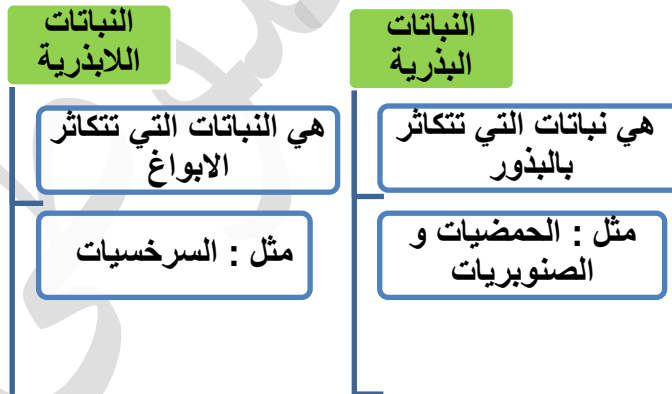 النباتات
البذرية
هي نباتات التي تتكاثر
بالبذور
مثل : الحمضيات و
الصنوبريات
النباتات
اللابذرية
هي النباتات التي تتكاثر
الابواغ
مثل : السرخسيات